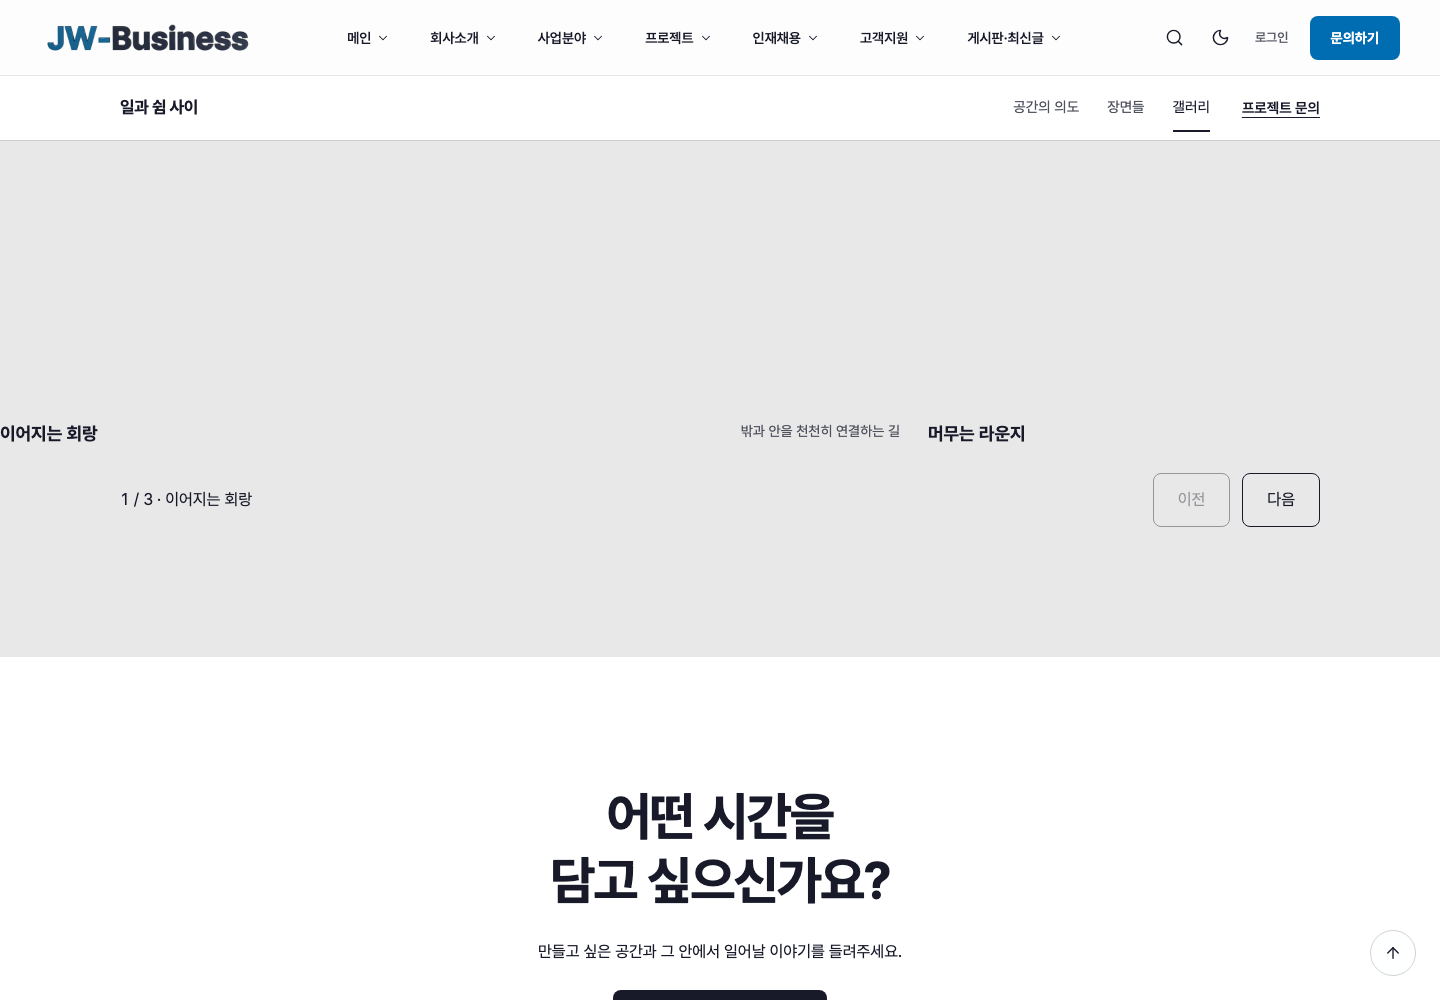 JW-Business
메인
회사소개
사업분야
프로젝트
인재채용
고객지원
게시판·최신글
로그인
문의하기
일과 쉼 사이
공간의 의도
장면들
갤러리
프로젝트 문의
이어지는 회랑
밖과 안을 천천히 연결하는 길
머무는 라운지
1 / 3 · 이어지는 회랑
이전
다음
어떤 시간을
담고 싶으신가요?
만들고 싶은 공간과 그 안에서 일어날 이야기를 들려주세요.